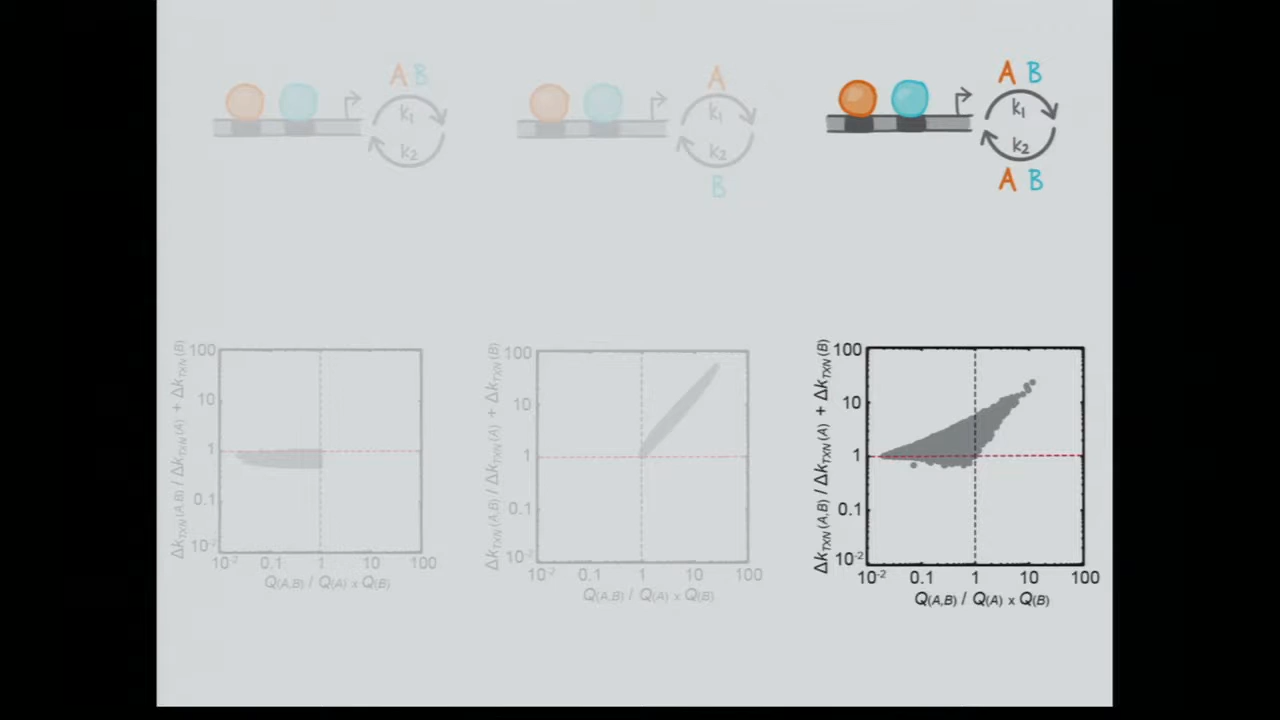 A B
k1
k2
A
k1
k2
B
A B
k1
k2
A B
ΔkTXN(A,B) / ΔkTXN(A) + ΔkTXN(B)
100
10
1
0.1
10-2
10-2 0.1 1 10 100
Q(A,B) / Q(A) x Q(B)
ΔkTXN(A,B) / ΔkTXN(A) + ΔkTXN(B)
100
10
1
0.1
10-2
10-2 0.1 1 10 100
Q(A,B) / Q(A) x Q(B)
ΔkTXN(A,B) / ΔkTXN(A) + ΔkTXN(B)
100
10
1
0.1
10-2
10-2 0.1 1 10 100
Q(A,B) / Q(A) x Q(B)